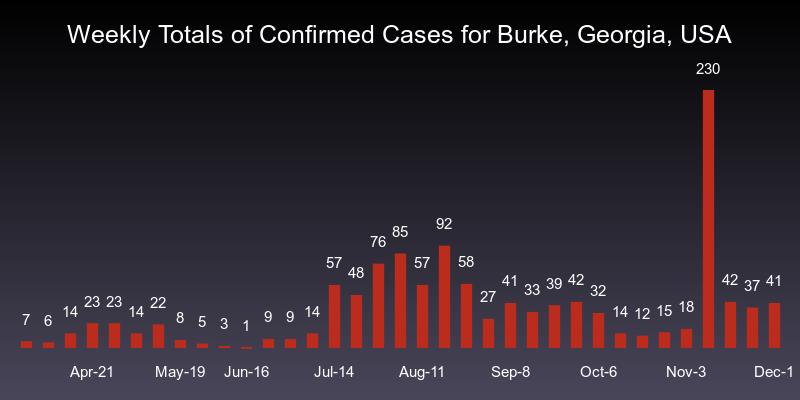 Weekly Totals of Confirmed Cases for Burke, Georgia, USA
7 6 14 23 23 14 22 8 5 3 1 9 9 14 57 48 76 85 57 92 58 27 41 33 39 42 32 14 12 15 18 230 42 37 41
Apr-21 May-19 Jun-16 Jul-14 Aug-11 Sep-8 Oct-6 Nov-3 Dec-1